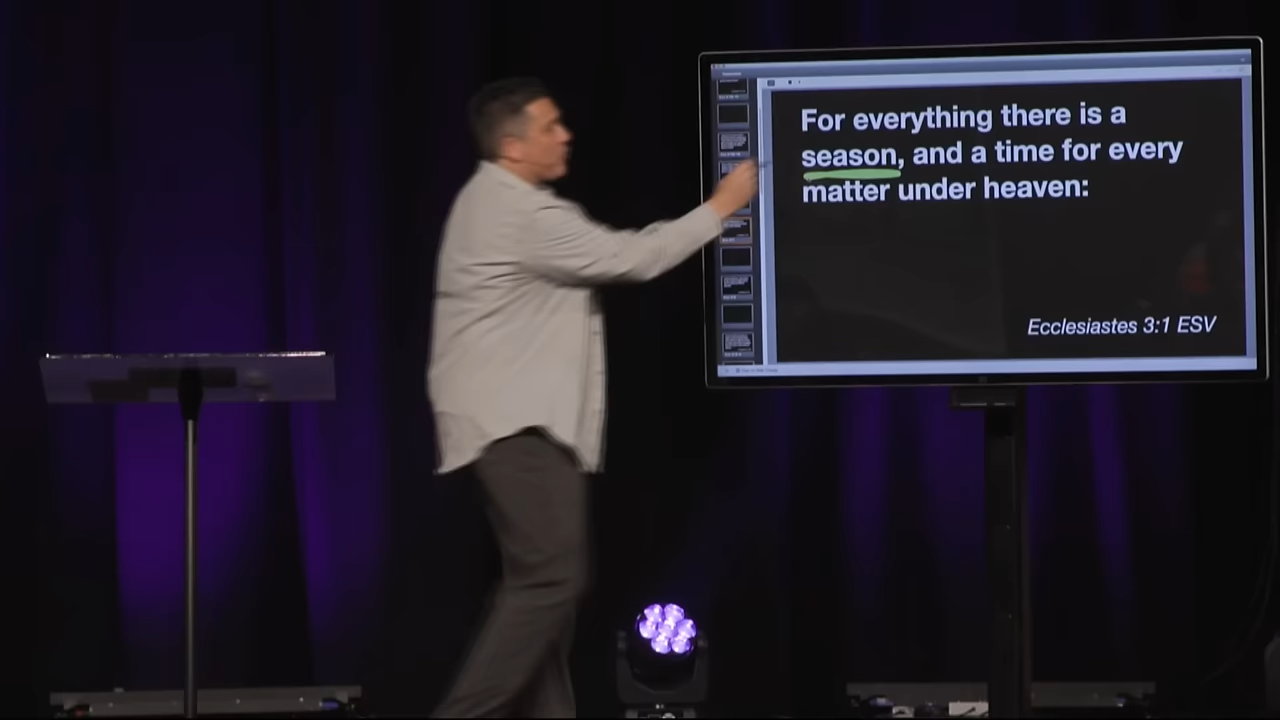 For everything there is a
season, and a time for every
matter under heaven:
Ecclesiastes 3:1 ESV